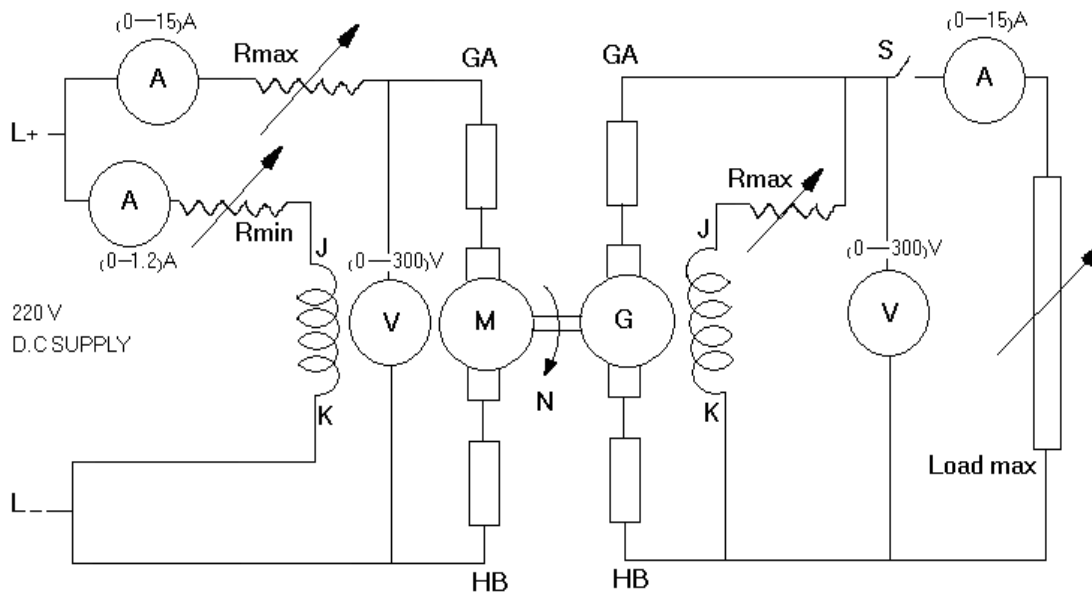 (0—15)A
A
Rmax
GA
GA
S
(0—15)A
A
L+
A
Rmin
(0—1.2)A
J
Rmax
J
(0—300)V
(0—300)V
220 V
D.C SUPPLY
V
M
G
V
N
K
K
Load max
L--
HB
HB